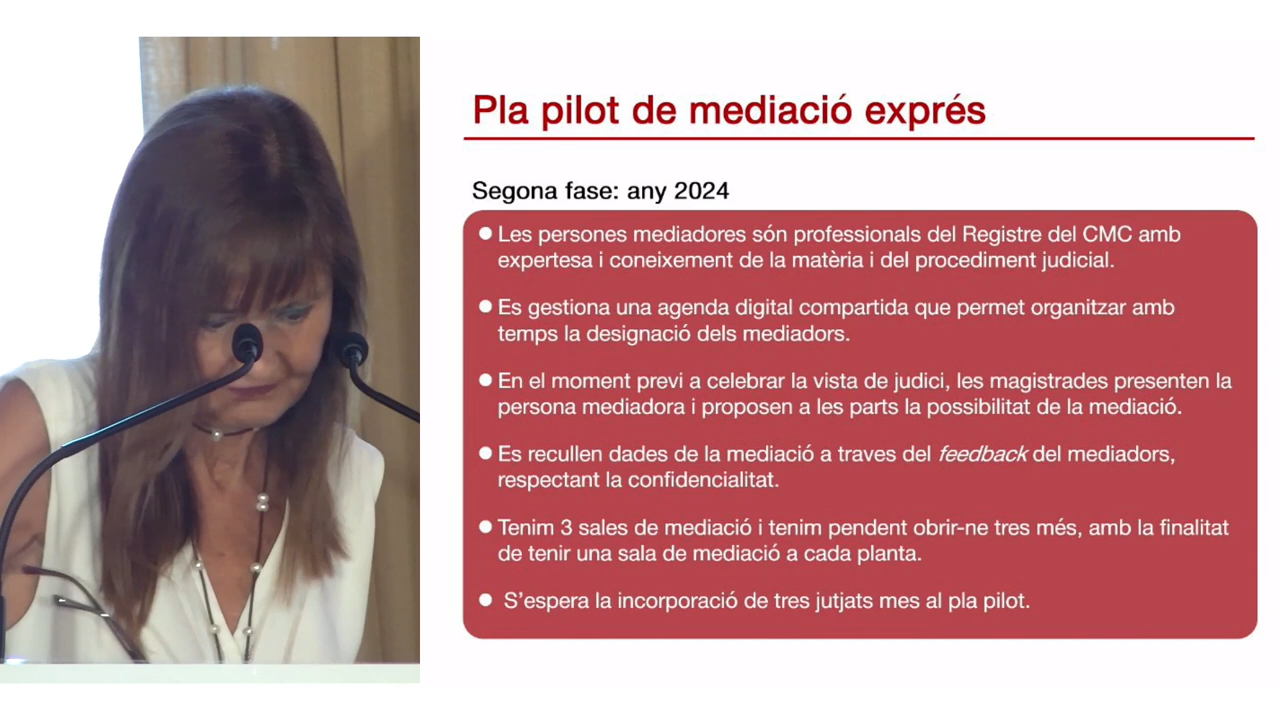 Pla pilot de mediació exprés
Segona fase: any 2024
● Les persones mediadores són professionals del Registre del CMC amb
expertesa i coneixement de la matèria i del procediment judicial.
● Es gestiona una agenda digital compartida que permet organitzar amb
temps la designació dels mediadors.
● En el moment previ a celebrar la vista de judici, les magistrades presenten la
persona mediadora i proposen a les parts la possibilitat de la mediació.
● Es recullen dades de la mediació a traves del feedback del mediadors,
respectant la confidencialitat.
● Tenim 3 sales de mediació i tenim pendent obrir-ne tres més, amb la finalitat
de tenir una sala de mediació a cada planta.
● S’espera la incorporació de tres jutjats mes al pla pilot.